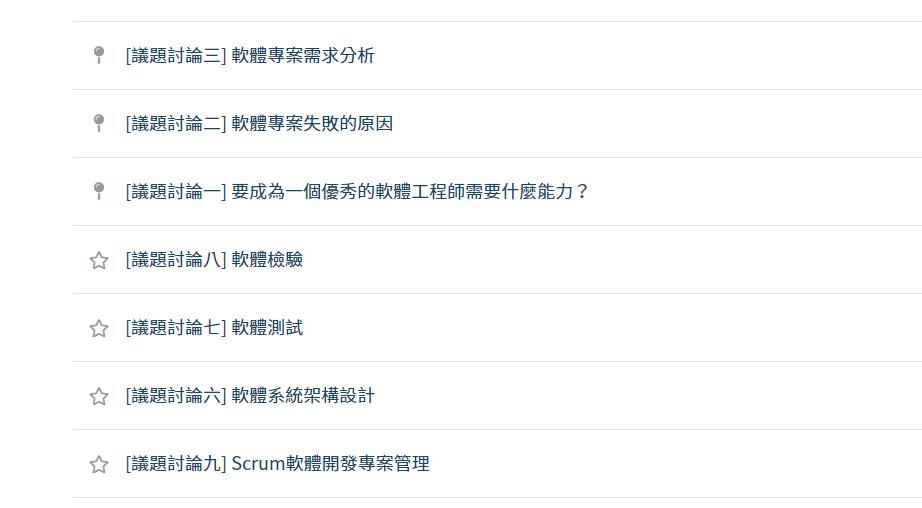 [議題討論三] 軟體專案需求分析
[議題討論二] 軟體專案失敗的原因
[議題討論一] 要成為一個優秀的軟體工程師需要什麼能力？
[議題討論八] 軟體檢驗
[議題討論七] 軟體測試
[議題討論六] 軟體系統架構設計
[議題討論九] Scrum軟體開發專案管理